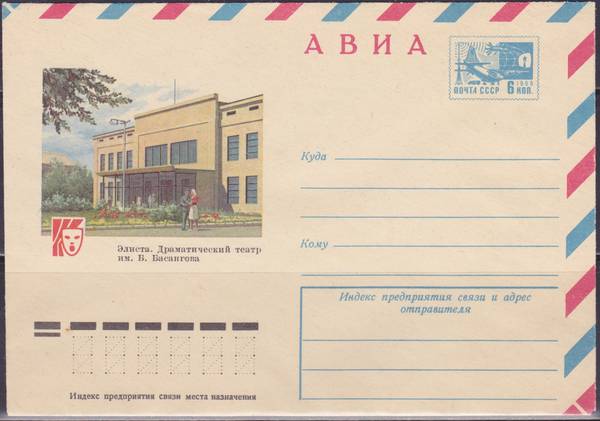 АВИА
ПОЧТА СССР
1966
6 КОП.
Куда
Кому
Элиста. Драматический театр
им. Б. Басангова
Индекс предприятия связи и адрес
отправителя
Индекс предприятия связи места назначения